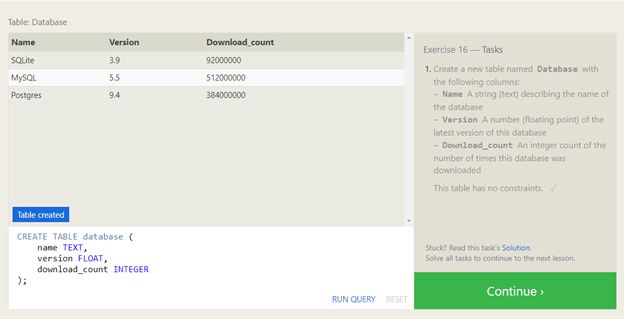 Table: Database
Name Version Download_count
SQLite 3.9 92000000
MySQL 5.5 512000000
Postgres 9.4 384000000
Table created
CREATE TABLE database (
name TEXT,
version FLOAT,
download_count INTEGER
);
RUN QUERY RESET
Exercise 16 — Tasks
1. Create a new table named Database with
the following columns:
– Name A string (text) describing the name of
the database
– Version A number (floating point) of the
latest version of this database
– Download_count An integer count of the
number of times this database was
downloaded
This table has no constraints. ✓
Stuck? Read this task's Solution.
Solve all tasks to continue to the next lesson.
Continue ›